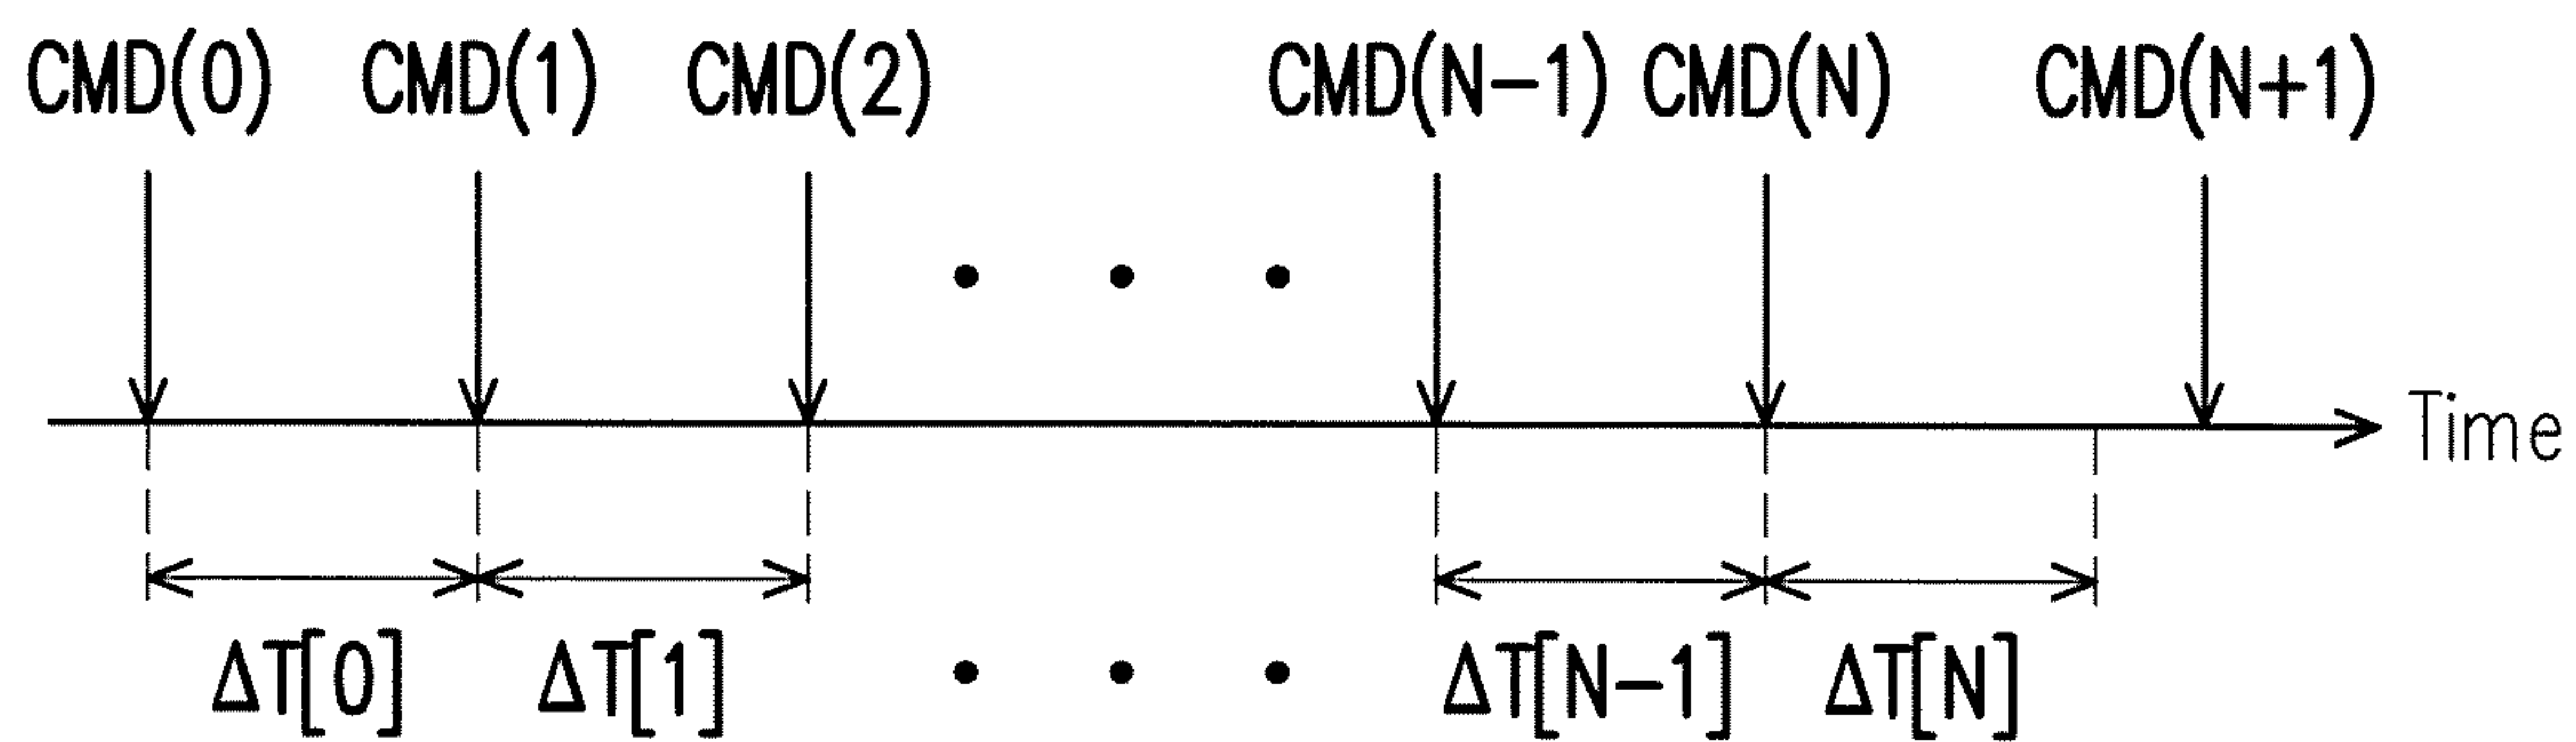 CMD(0) CMD(1) CMD(2) CMD(N-1) CMD(N) CMD(N+1)
Time
ΔT[0] ΔT[1] ΔT[N-1] ΔT[N]